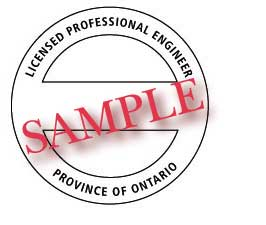 LICENSED PROFESSIONAL ENGINEER
SAMPLE
PROVINCE OF ONTARIO